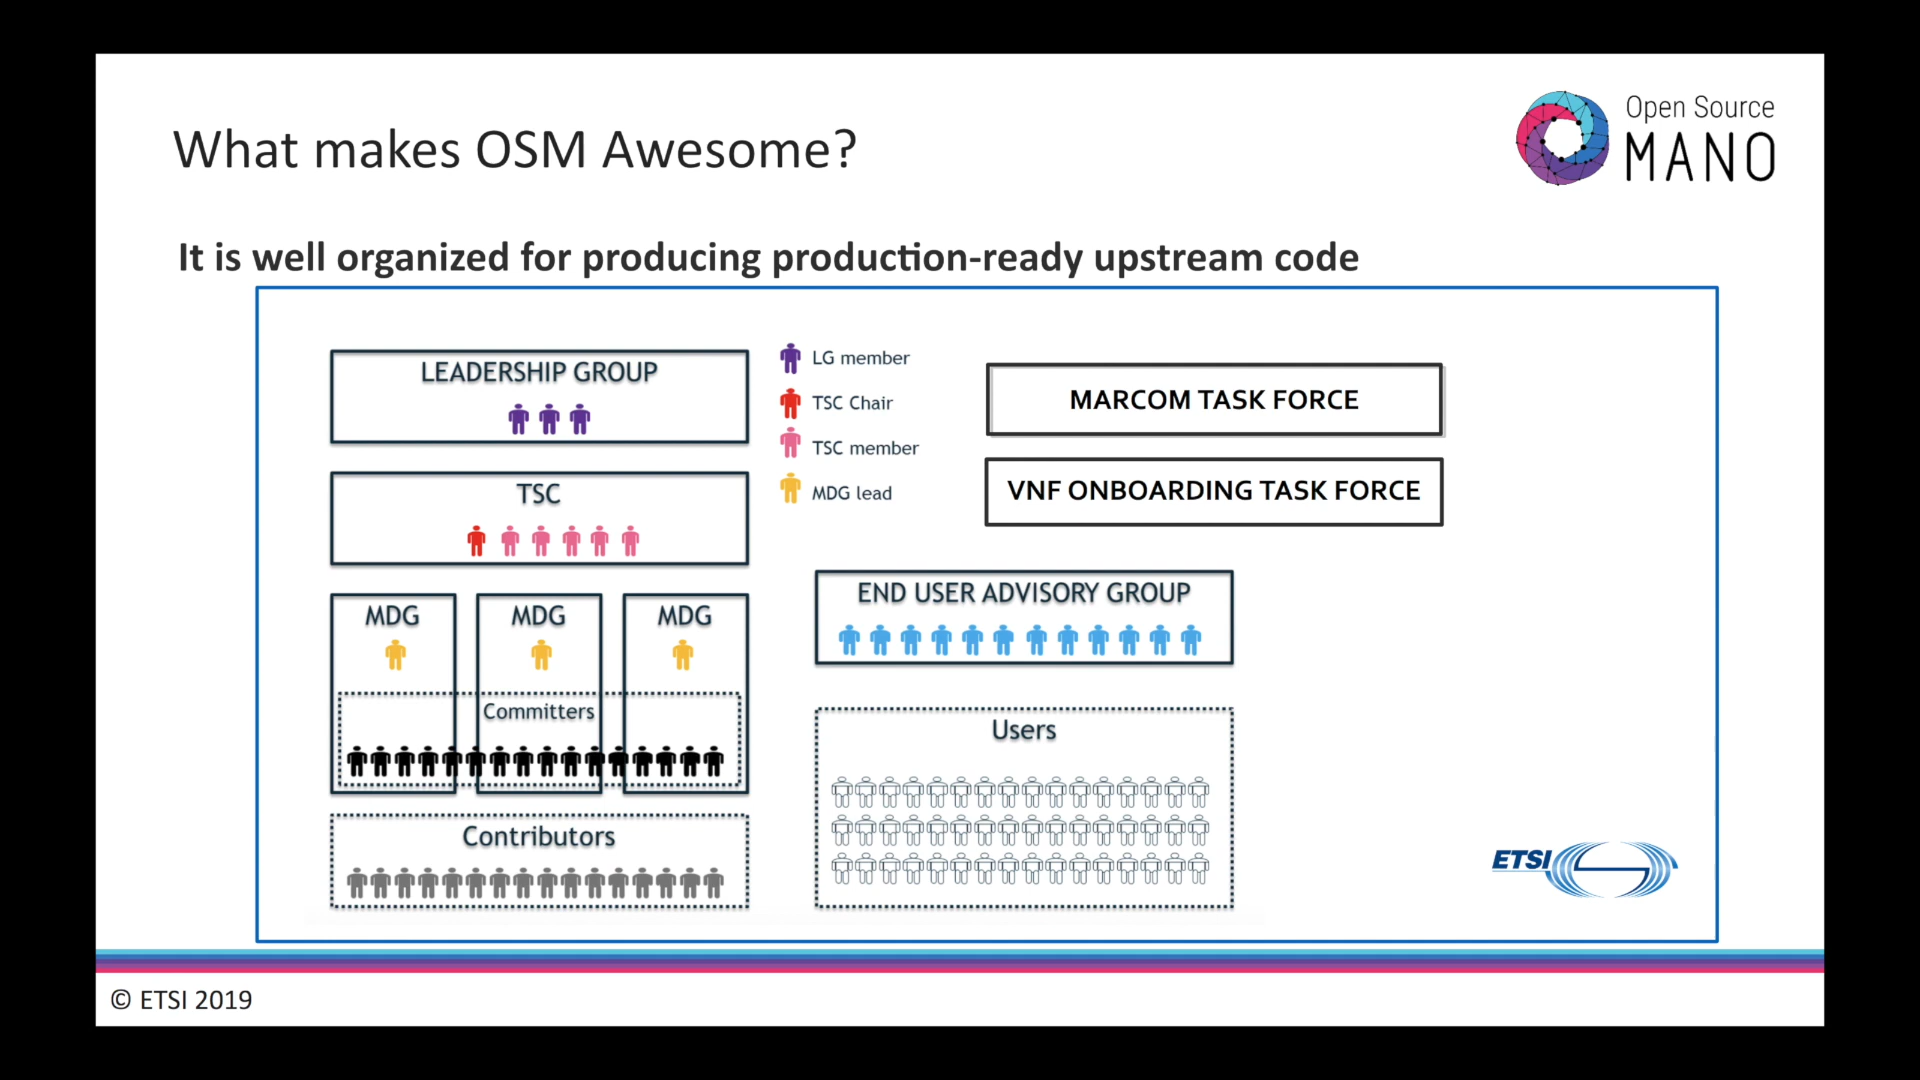 What makes OSM Awesome?
Open Source
MANO
It is well organized for producing production-ready upstream code
LEADERSHIP GROUP
LG member
TSC Chair
TSC member
MDG lead
MARCOM TASK FORCE
VNF ONBOARDING TASK FORCE
TSC
MDG
MDG
MDG
Committers
Contributors
END USER ADVISORY GROUP
Users
ETSI
© ETSI 2019